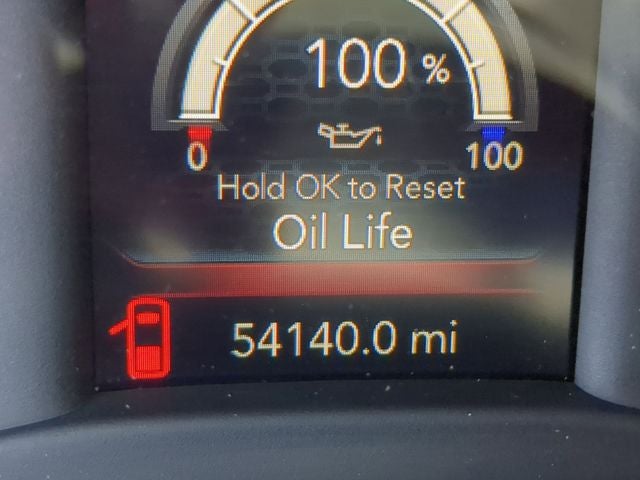 100 %
0 100
Hold OK to Reset
Oil Life
54140.0 mi